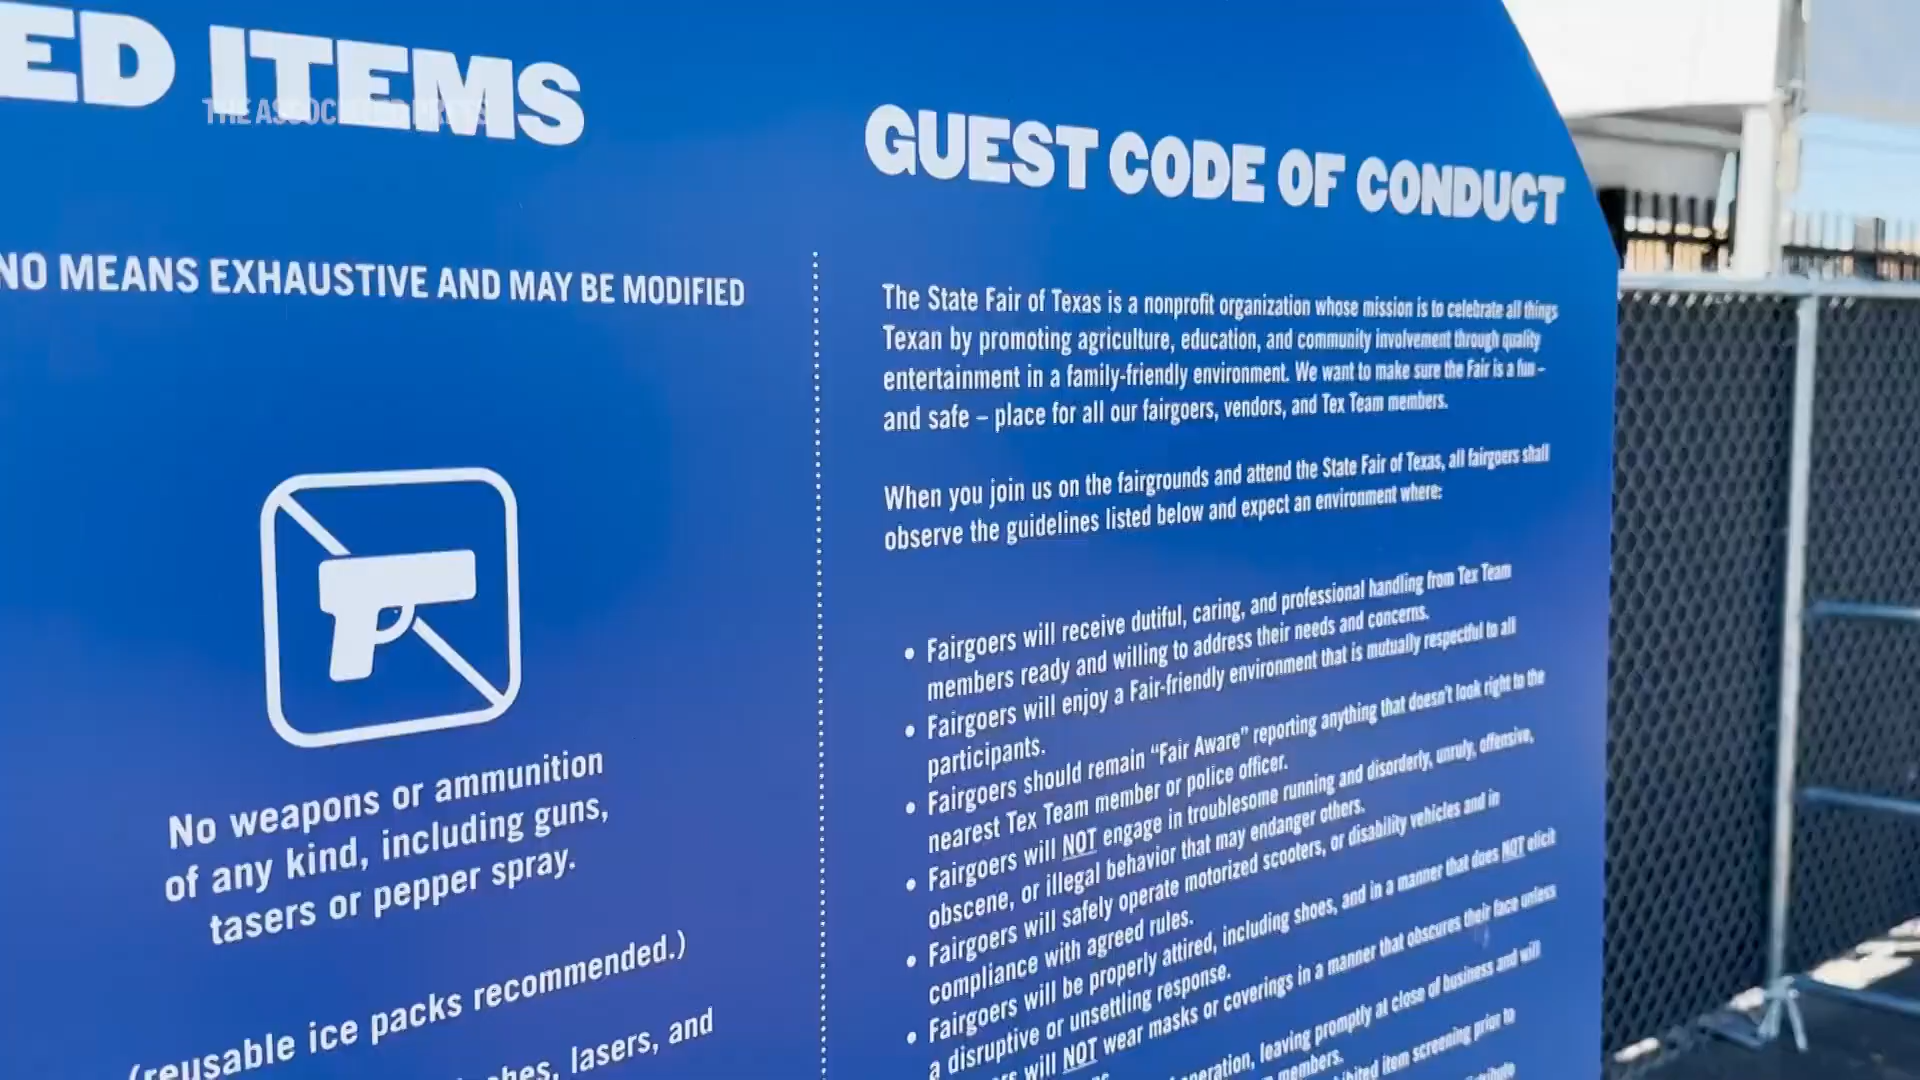 ED ITEMS
THE ASSOCIATED PRESS
NO MEANS EXHAUSTIVE AND MAY BE MODIFIED
No weapons or ammunition
of any kind, including guns,
tasers or pepper spray.
(reusable ice packs recommended.)
hes, lasers, and
GUEST CODE OF CONDUCT
The State Fair of Texas is a nonprofit organization whose mission is to celebrate all things
Texan by promoting agriculture, education, and community involvement through quality
entertainment in a family-friendly environment. We want to make sure the Fair is a fun –
and safe – place for all our fairgoers, vendors, and Tex Team members.
When you join us on the fairgrounds and attend the State Fair of Texas, all fairgoers shall
observe the guidelines listed below and expect an environment where:
• Fairgoers will receive dutiful, caring, and professional handling from Tex Team
members ready and willing to address their needs and concerns.
• Fairgoers will enjoy a Fair-friendly environment that is mutually respectful to all
participants.
• Fairgoers should remain “Fair Aware” reporting anything that doesn’t look right to the
nearest Tex Team member or police officer.
• Fairgoers will NOT engage in troublesome running and disorderly, unruly, offensive,
obscene, or illegal behavior that may endanger others.
• Fairgoers will safely operate motorized scooters, or disability vehicles and in
compliance with agreed rules.
• Fairgoers will be properly attired, including shoes, and in a manner that does NOT elicit
a disruptive or unsettling response.
rs will NOT wear masks or coverings in a manner that obscures their face unless
peration, leaving promptly at close of business and will
members.
ibited item screening prior to